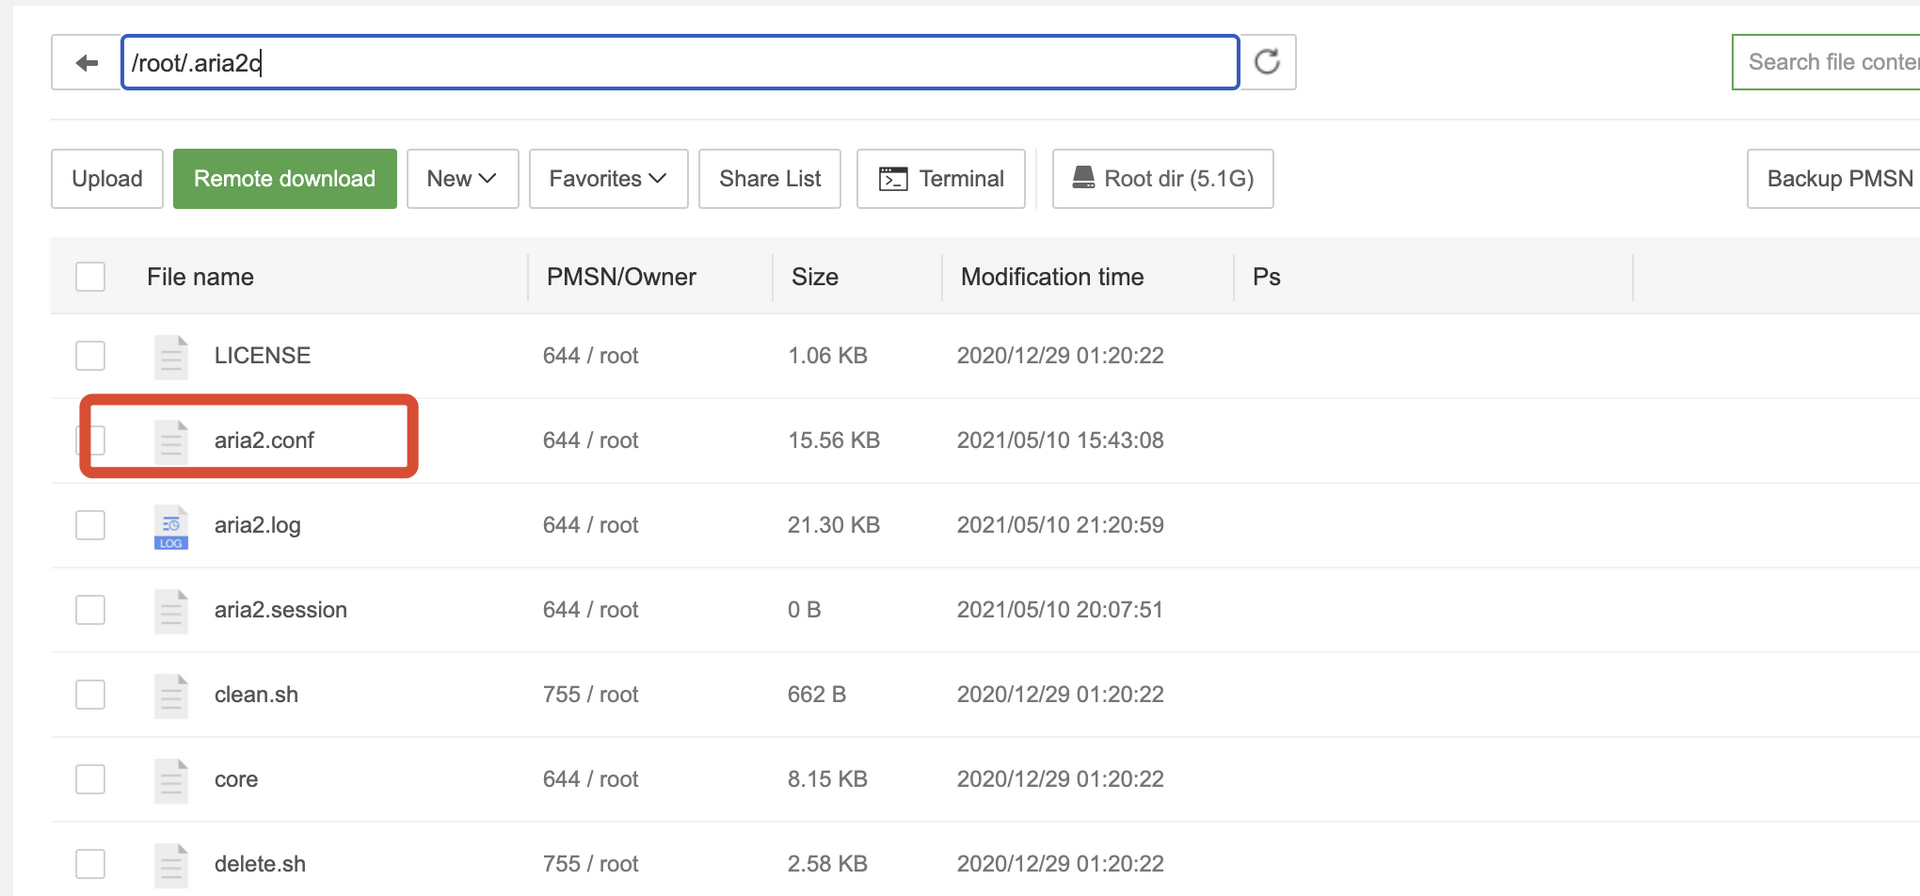 /root/.aria2c
Search file conte
Upload Remote download New Favorites Share List Terminal Root dir (5.1G) Backup PMSN
File name PMSN/Owner Size Modification time Ps
LICENSE 644 / root 1.06 KB 2020/12/29 01:20:22
aria2.conf 644 / root 15.56 KB 2021/05/10 15:43:08
LOG aria2.log 644 / root 21.30 KB 2021/05/10 21:20:59
aria2.session 644 / root 0 B 2021/05/10 20:07:51
clean.sh 755 / root 662 B 2020/12/29 01:20:22
core 644 / root 8.15 KB 2020/12/29 01:20:22
delete.sh 755 / root 2.58 KB 2020/12/29 01:20:22